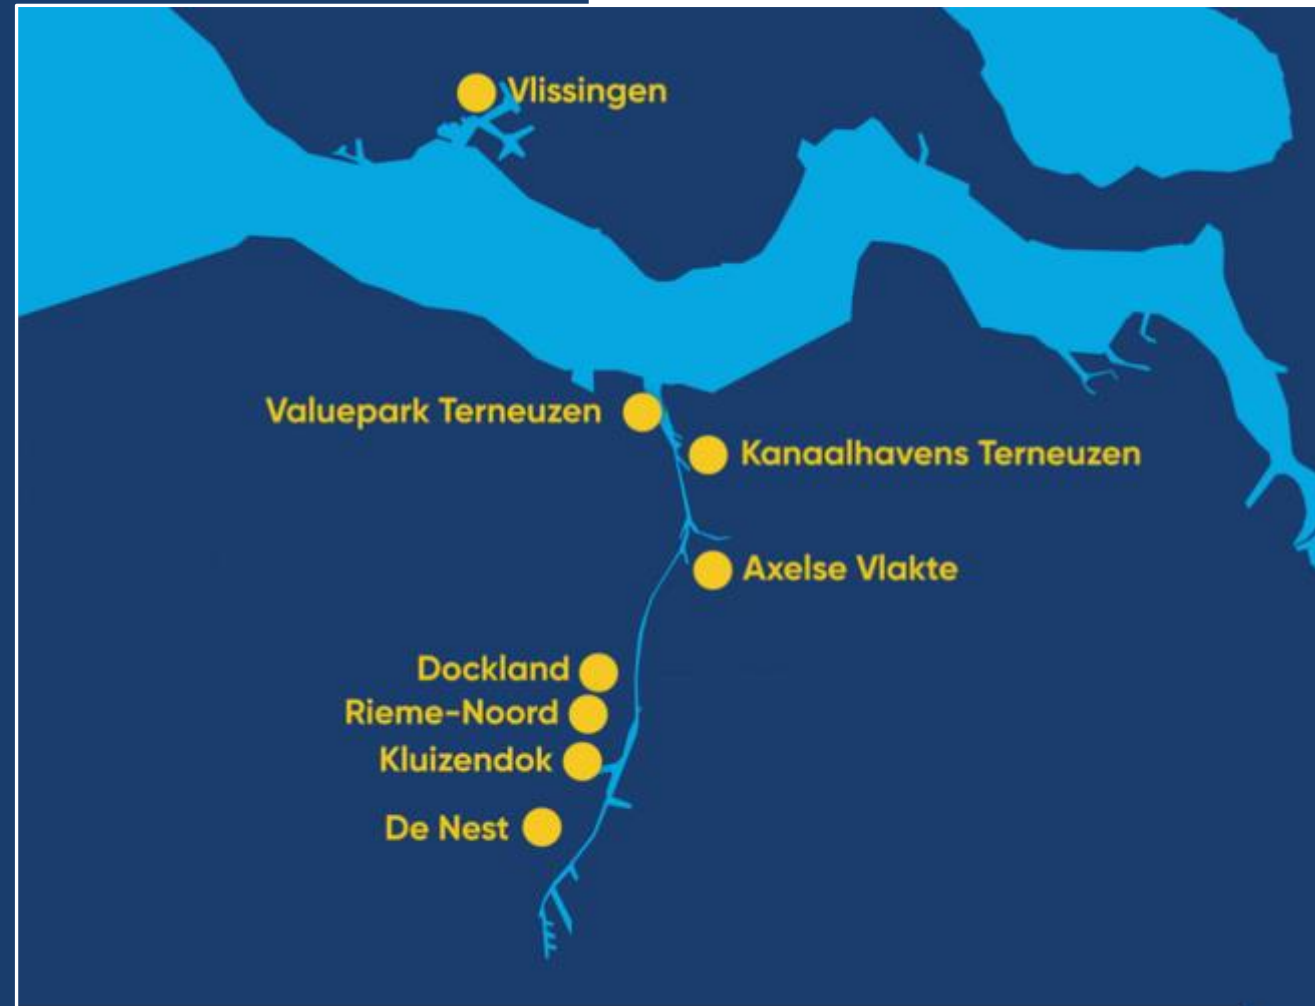 Vlissingen
Valuepark Terneuzen
Kanaalhavens Terneuzen
Axelse Vlakte
Dockland
Rieme-Noord
Kluizendok
De Nest